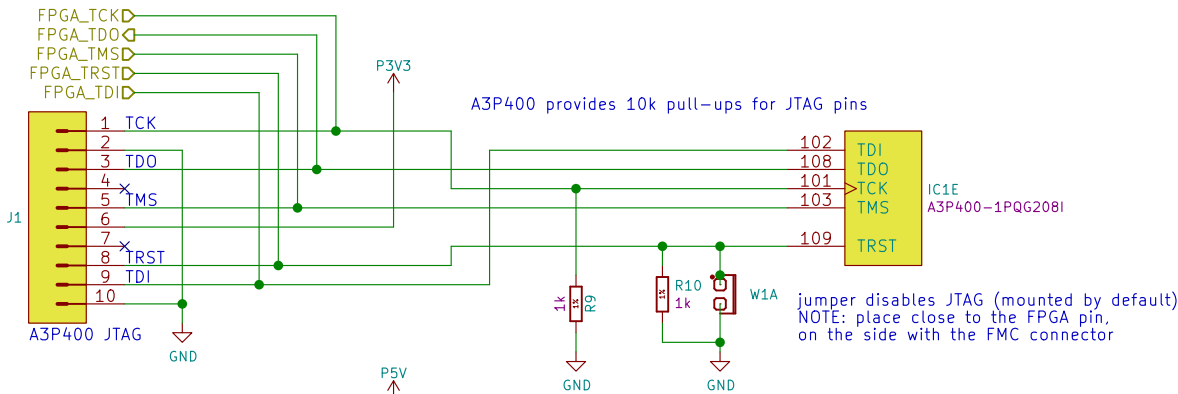 FPGA_TCK
FPGA_TDO
FPGA_TMS
FPGA_TRST
FPGA_TDI
P3V3
A3P400 provides 10k pull-ups for JTAG pins
1 TCK
2
3 TDO
4
5 TMS
6
7
8 TRST
9 TDI
10
J1
A3P400 JTAG
GND
102 TDI
108 TDO
101 TCK
103 TMS
109 TRST
IC1E
A3P400-1PQG208I
1k
1%
R9
GND
1%
R10
1k
W1A
GND
jumper disables JTAG (mounted by default)
NOTE: place close to the FPGA pin,
on the side with the FMC connector
P5V